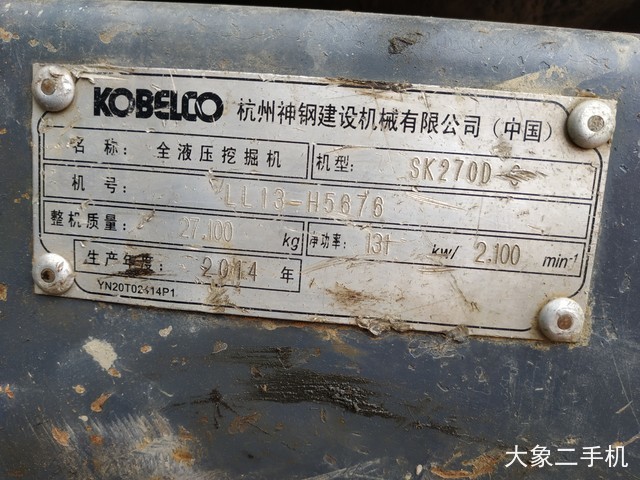 KOBELCO 杭州神钢建设机械有限公司（中国）
名称： 全液压挖掘机 机型： SK270D
机号： LL13-H5676
整机质量： 27.100 kg 净功率： 131 kw/ 2.100 min-1
生产年度： 2014 年
大象二手机